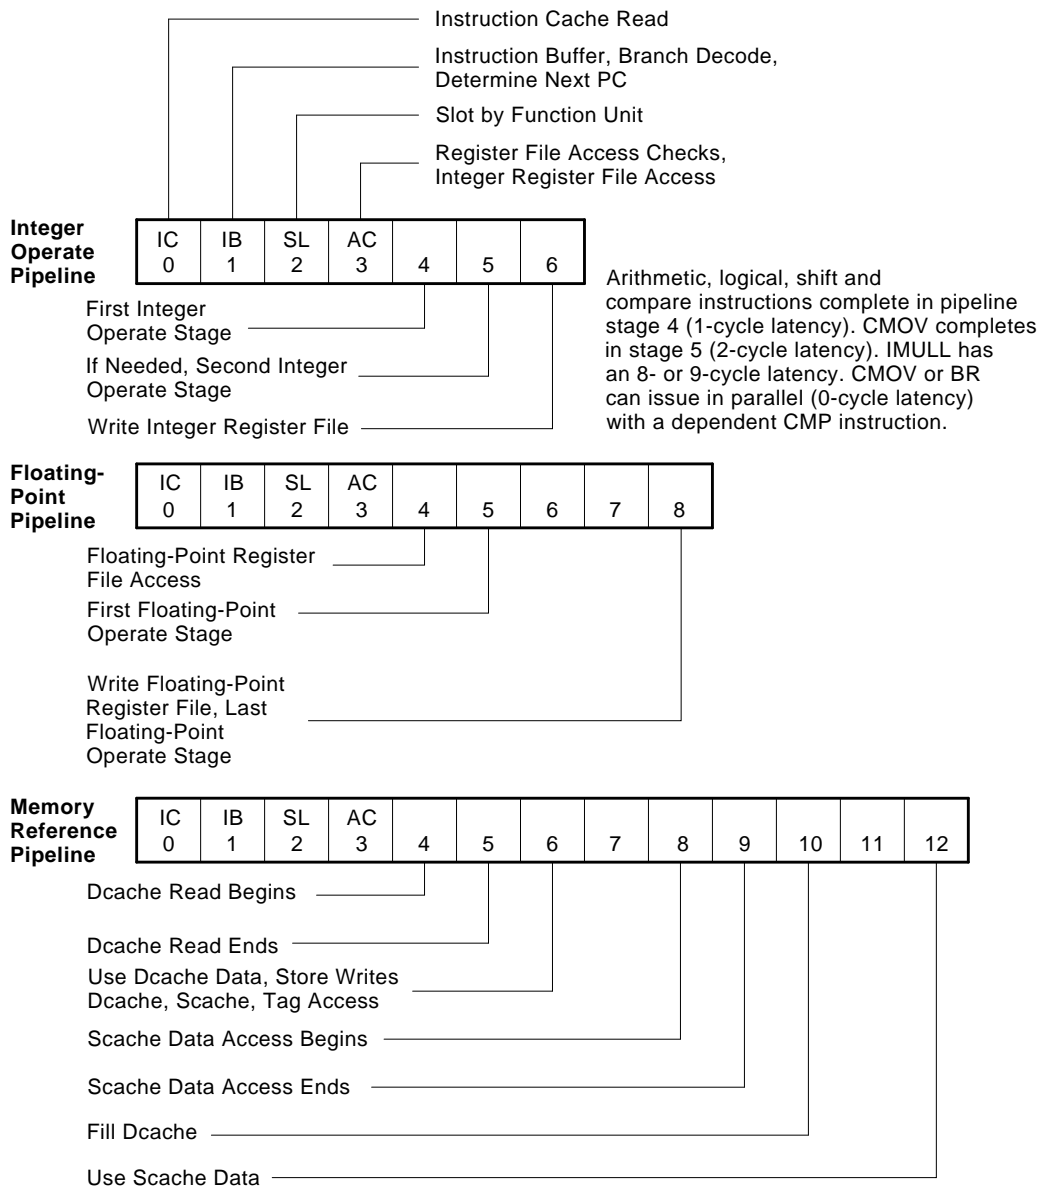 Instruction Cache Read
Instruction Buffer, Branch Decode,
Determine Next PC
Slot by Function Unit
Register File Access Checks,
Integer Register File Access
Integer
Operate
Pipeline
IC IB SL AC
0 1 2 3 4 5 6
First Integer
Operate Stage
If Needed, Second Integer
Operate Stage
Write Integer Register File
Arithmetic, logical, shift and
compare instructions complete in pipeline
stage 4 (1-cycle latency). CMOV completes
in stage 5 (2-cycle latency). IMULL has
an 8- or 9-cycle latency. CMOV or BR
can issue in parallel (0-cycle latency)
with a dependent CMP instruction.
Floating-
Point
Pipeline
IC IB SL AC
0 1 2 3 4 5 6 7 8
Floating-Point Register
File Access
First Floating-Point
Operate Stage
Write Floating-Point
Register File, Last
Floating-Point
Operate Stage
Memory
Reference
Pipeline
IC IB SL AC
0 1 2 3 4 5 6 7 8 9 10 11 12
Dcache Read Begins
Dcache Read Ends
Use Dcache Data, Store Writes
Dcache, Scache, Tag Access
Scache Data Access Begins
Scache Data Access Ends
Fill Dcache
Use Scache Data